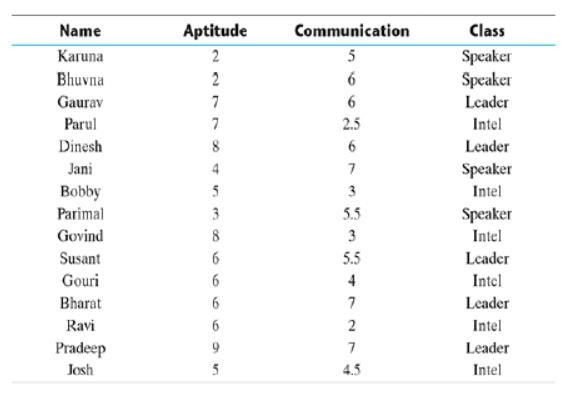 Name Aptitude Communication Class
Karuna 2 5 Speaker
Bhuvna 2 6 Speaker
Gaurav 7 6 Leader
Parul 7 2.5 Intel
Dinesh 8 6 Leader
Jani 4 7 Speaker
Bobby 5 3 Intel
Parimal 3 5.5 Speaker
Govind 8 3 Intel
Susant 6 5.5 Leader
Gouri 6 4 Intel
Bharat 6 7 Leader
Ravi 6 2 Intel
Pradeep 9 7 Leader
Josh 5 4.5 Intel